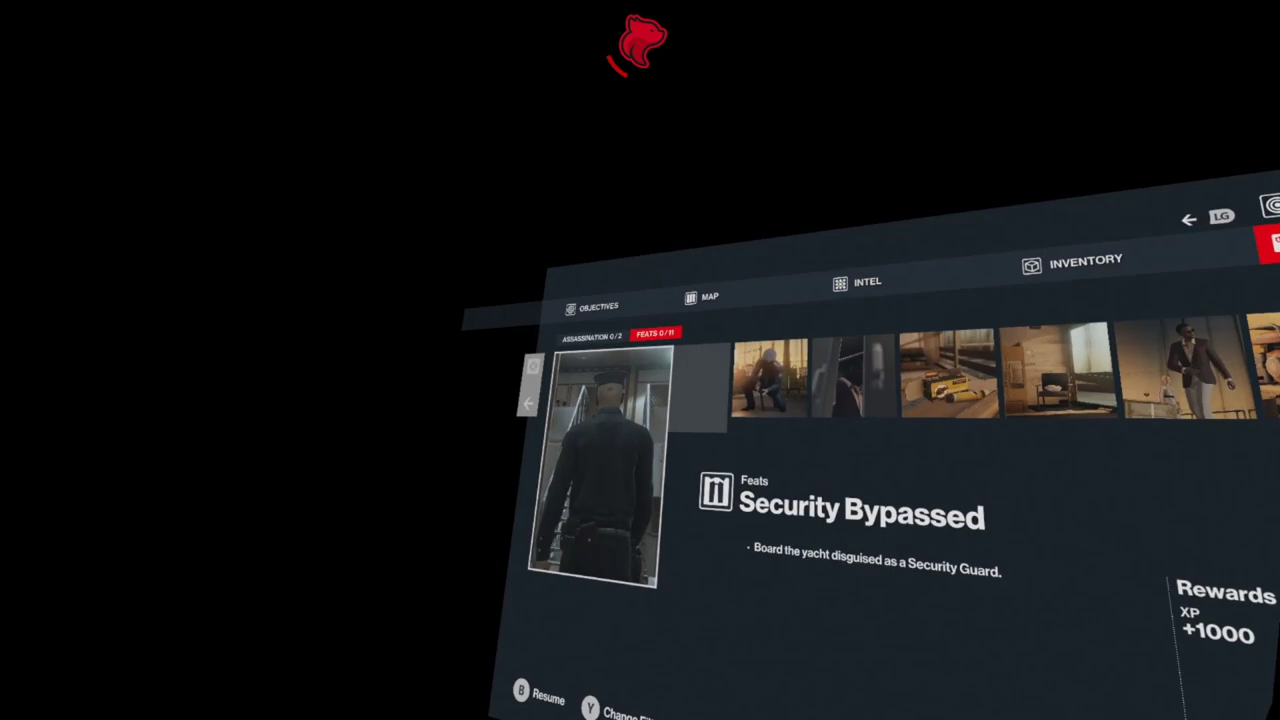 LG
OBJECTIVES
MAP
INTEL
INVENTORY
ASSASSINATION 0/2
FEATS 0/11
Feats
Security Bypassed
• Board the yacht disguised as a Security Guard.
Rewards
XP
+1000
B Resume
Y Change